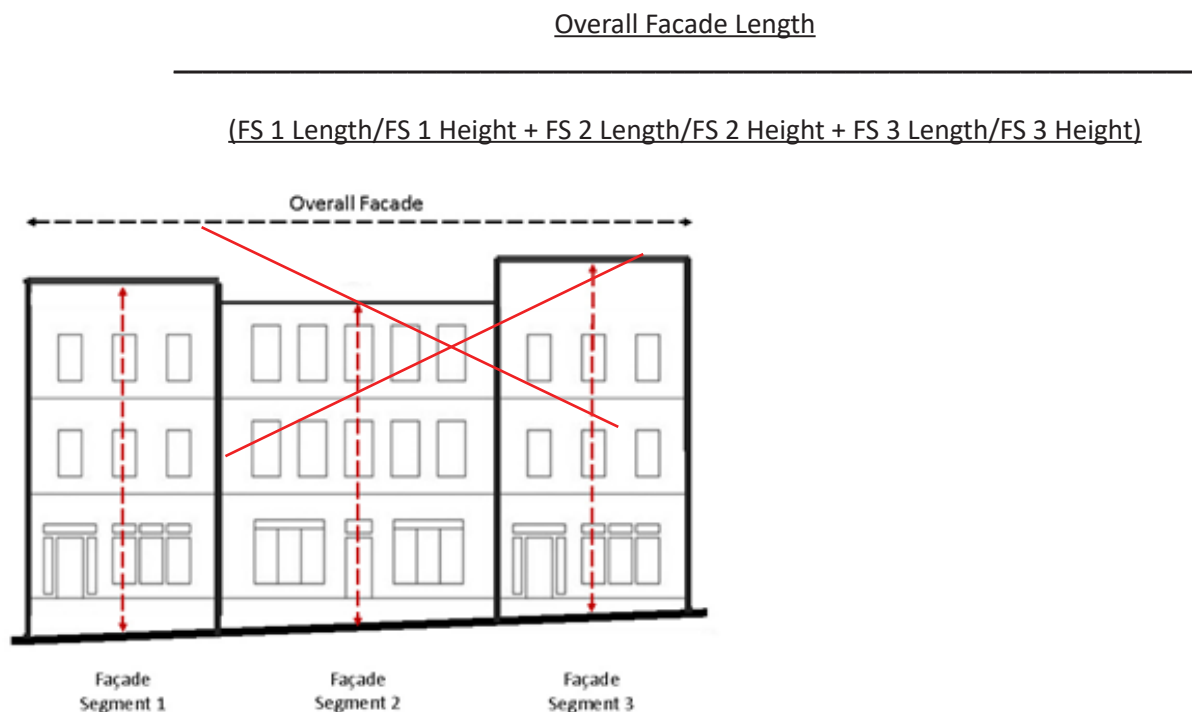 Overall Facade Length
(FS 1 Length/FS 1 Height + FS 2 Length/FS 2 Height + FS 3 Length/FS 3 Height)
Overall Facade
Façade Façade Façade
Segment 1 Segment 2 Segment 3